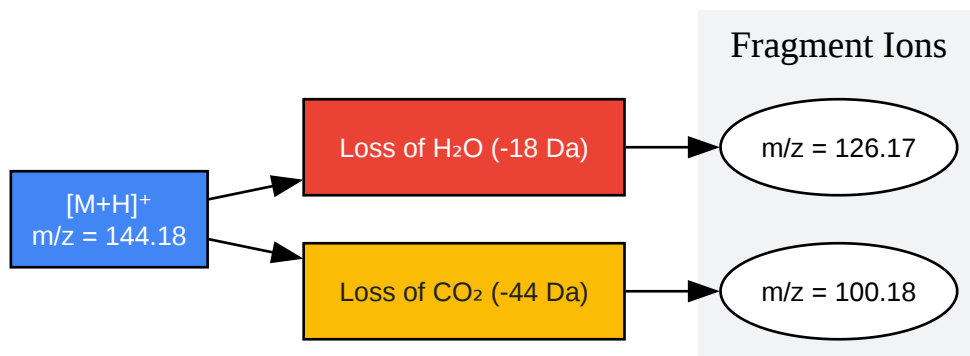 Fragment Ions
[M+H]⁺
m/z = 144.18
Loss of H₂O (-18 Da)
m/z = 126.17
Loss of CO₂ (-44 Da)
m/z = 100.18